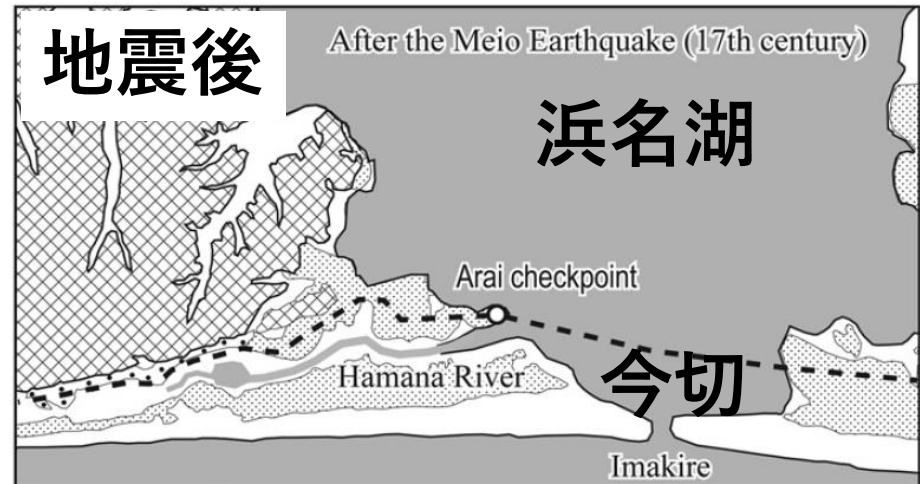 地震後
After the Meio Earthquake (17th century)
浜名湖
Arai checkpoint
今切
Hamana River
Imakire